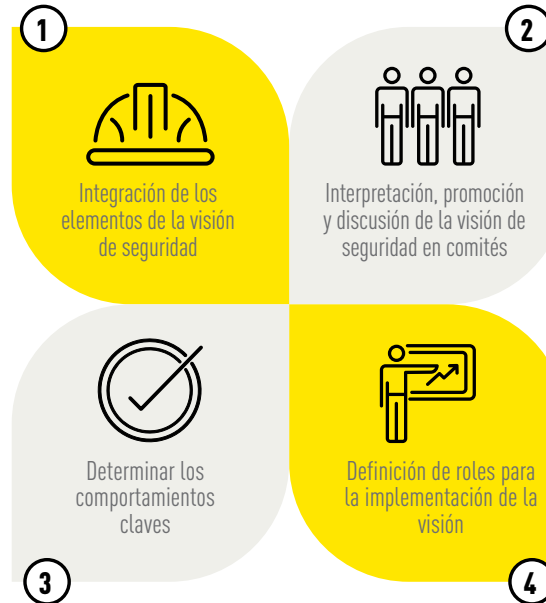 1
Integración de los
elementos de la visión
de seguridad
2
Interpretación, promoción
y discusión de la visión de
seguridad en comités
3
Determinar los
comportamientos
claves
4
Definición de roles para
la implementación de la
visión